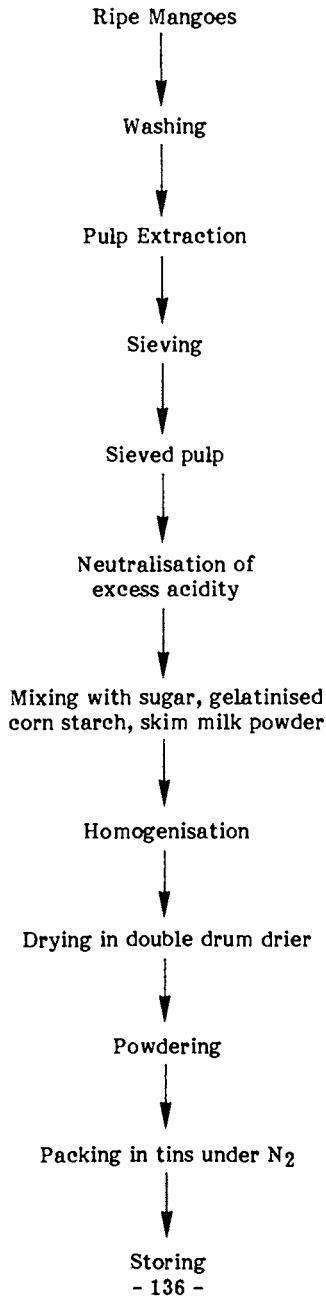 Ripe Mangoes
Washing
Pulp Extraction
Sieving
Sieved pulp
Neutralisation of
excess acidity
Mixing with sugar, gelatinised
corn starch, skim milk powder
Homogenisation
Drying in double drum drier
Powdering
Packing in tins under N2
Storing
- 136 -